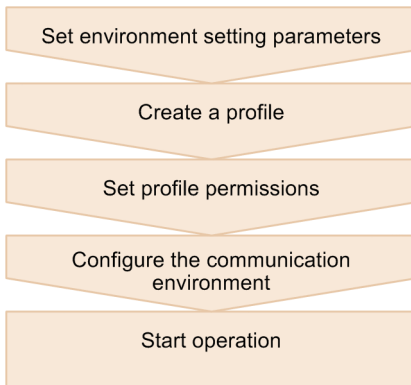 Set environment setting parameters
Create a profile
Set profile permissions
Configure the communication
environment
Start operation